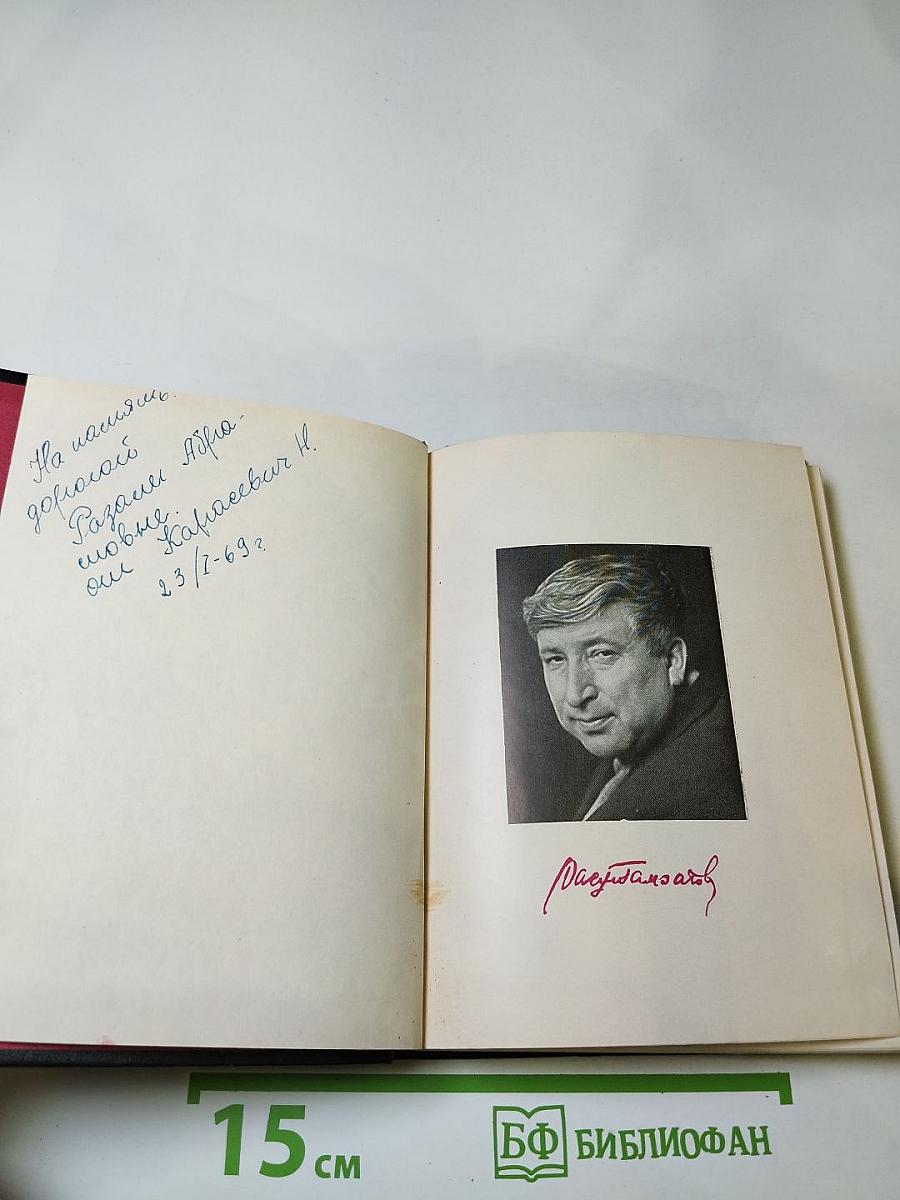 На память
дорогой
Розалии Абра-
мовне.
от Карасевич Н.
23/I-69 г.
Расул Гамзатов
15 см
БФ БИБЛИОФАН